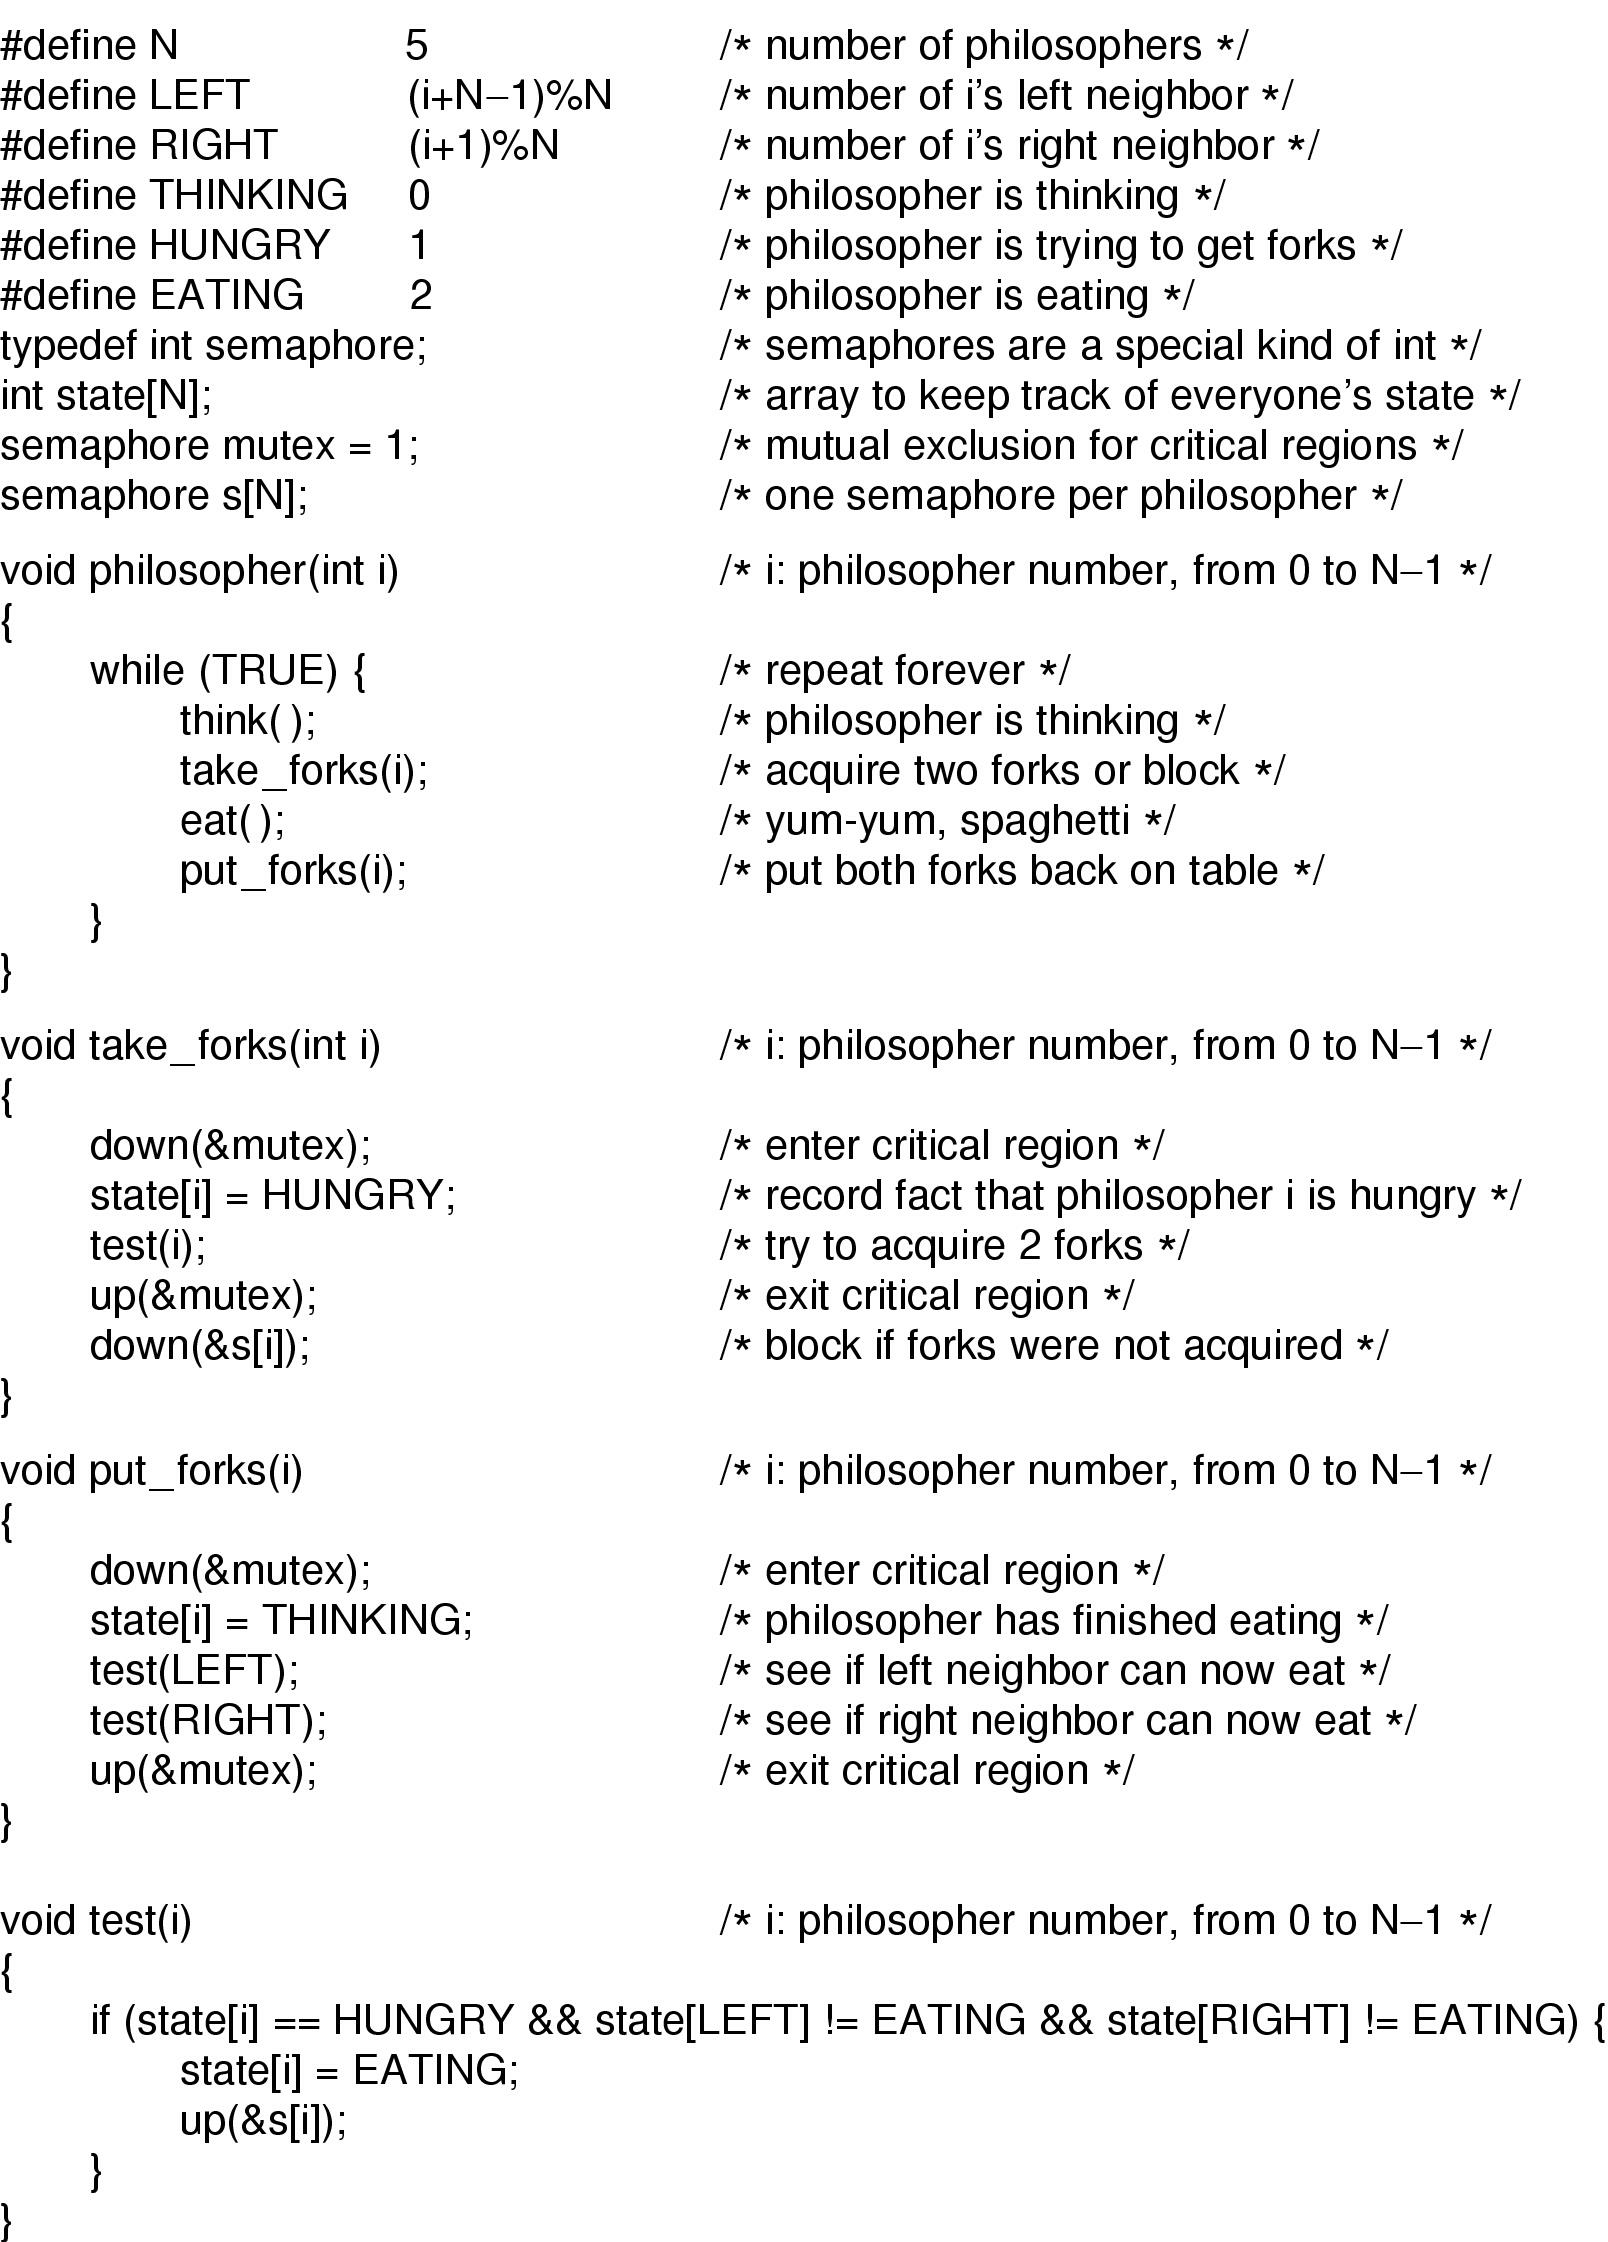 #define N 5 /* number of philosophers */
#define LEFT (i+N−1)%N /* number of i’s left neighbor */
#define RIGHT (i+1)%N /* number of i’s right neighbor */
#define THINKING 0 /* philosopher is thinking */
#define HUNGRY 1 /* philosopher is trying to get forks */
#define EATING 2 /* philosopher is eating */
typedef int semaphore; /* semaphores are a special kind of int */
int state[N]; /* array to keep track of everyone’s state */
semaphore mutex = 1; /* mutual exclusion for critical regions */
semaphore s[N]; /* one semaphore per philosopher */
void philosopher(int i) /* i: philosopher number, from 0 to N−1 */
{
while (TRUE) { /* repeat forever */
think( ); /* philosopher is thinking */
take_forks(i); /* acquire two forks or block */
eat( ); /* yum-yum, spaghetti */
put_forks(i); /* put both forks back on table */
}
}
void take_forks(int i) /* i: philosopher number, from 0 to N−1 */
{
down(&mutex); /* enter critical region */
state[i] = HUNGRY; /* record fact that philosopher i is hungry */
test(i); /* try to acquire 2 forks */
up(&mutex); /* exit critical region */
down(&s[i]); /* block if forks were not acquired */
}
void put_forks(i) /* i: philosopher number, from 0 to N−1 */
{
down(&mutex); /* enter critical region */
state[i] = THINKING; /* philosopher has finished eating */
test(LEFT); /* see if left neighbor can now eat */
test(RIGHT); /* see if right neighbor can now eat */
up(&mutex); /* exit critical region */
}
void test(i) /* i: philosopher number, from 0 to N−1 */
{
if (state[i] == HUNGRY && state[LEFT] != EATING && state[RIGHT] != EATING) {
state[i] = EATING;
up(&s[i]);
}
}